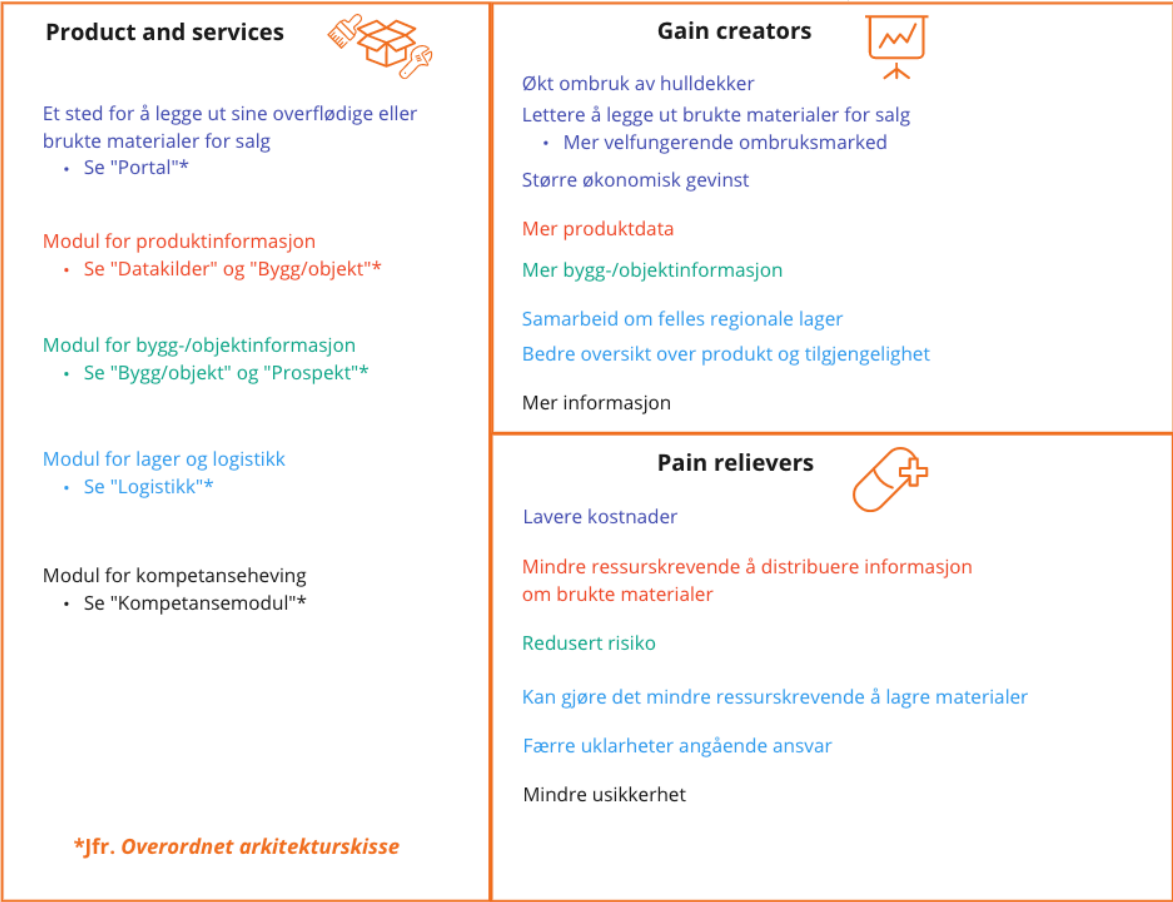 Product and services
Et sted for å legge ut sine overflødige eller
brukte materialer for salg
• Se "Portal"*
Modul for produktinformasjon
• Se "Datakilder" og "Bygg/objekt"*
Modul for bygg-/objektinformasjon
• Se "Bygg/objekt" og "Prospekt"*
Modul for lager og logistikk
• Se "Logistikk"*
Modul for kompetanseheving
• Se "Kompetansemodul"*
*Jfr. Overordnet arkitekturskisse
Gain creators
Økt ombruk av hulldekker
Lettere å legge ut brukte materialer for salg
• Mer velfungerende ombruksmarked
Større økonomisk gevinst
Mer produktdata
Mer bygg-/objektinformasjon
Samarbeid om felles regionale lager
Bedre oversikt over produkt og tilgjengelighet
Mer informasjon
Pain relievers
Lavere kostnader
Mindre ressurskrevende å distribuere informasjon
om brukte materialer
Redusert risiko
Kan gjøre det mindre ressurskrevende å lagre materialer
Færre uklarheter angående ansvar
Mindre usikkerhet